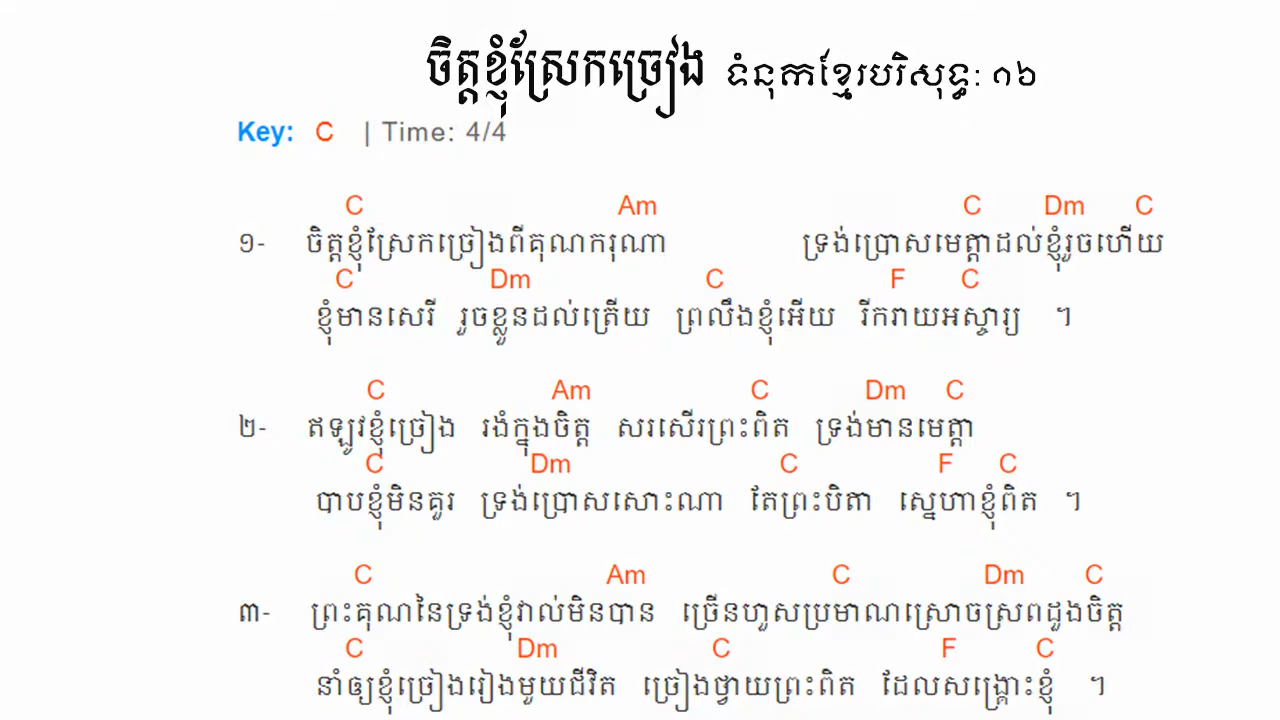 ចិត្តខ្ញុំស្រែកច្រៀង ទំនុកខ្មែរបរិសុទ្ធ: ១៦
Key: C | Time: 4/4
C Am C Dm C
១- ចិត្តខ្ញុំស្រែកច្រៀងពីគុណករុណា ទ្រង់ប្រោសមេត្តាដល់ខ្ញុំរួចហើយ
C Dm C F C
ខ្ញុំមានសេរី រួចខ្លួនដល់ត្រើយ ព្រលឹងខ្ញុំអើយ រីករាយអស្ចារ្យ ។
C Am C Dm C
២- ឥឡូវខ្ញុំច្រៀង រងំក្នុងចិត្ត សរសើរព្រះពិត ទ្រង់មានមេត្តា
C Dm C F C
បាបខ្ញុំមិនគួរ ទ្រង់ប្រោសសោះណា តែព្រះបិតា ស្នេហាខ្ញុំពិត ។
C Am C Dm C
៣- ព្រះគុណនៃទ្រង់ខ្ញុំវាល់មិនបាន ច្រើនហួសប្រមាណស្រោចស្រពដួងចិត្ត
C Dm C F C
នាំឲ្យខ្ញុំច្រៀងរៀងមួយជីវិត ច្រៀងថ្វាយព្រះពិត ដែលសង្គ្រោះខ្ញុំ ។